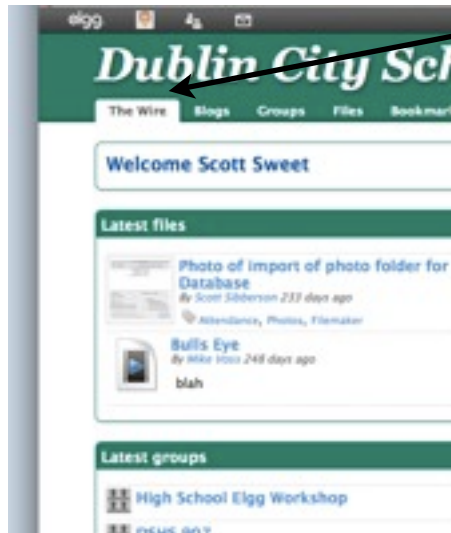 elgg
Dublin City Sch
The Wire Blogs Groups Files Bookmar
Welcome Scott Sweet
Latest files
Photo of import of photo folder for
Database
By Scott Sibberson 233 days ago
Attendance, Photos, Filemaker
Bulls Eye
By Mike Voss 248 days ago
blah
Latest groups
High School Elgg Workshop